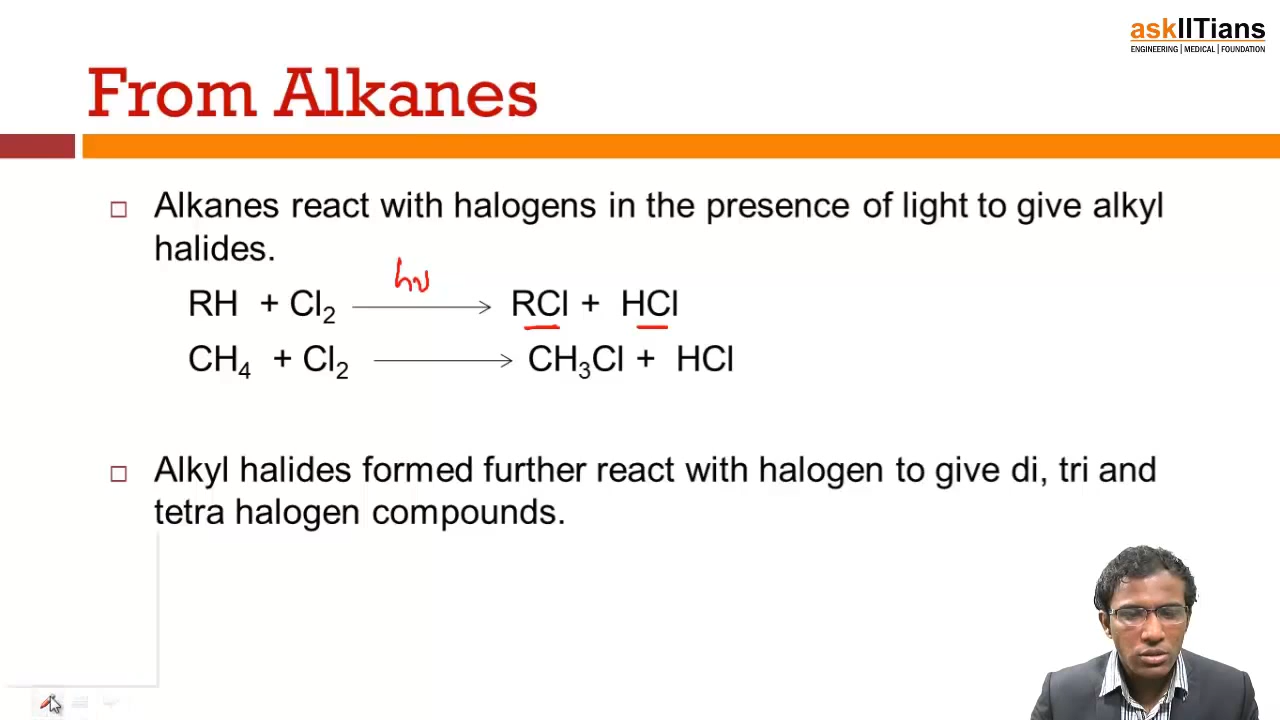 askIITians
ENGINEERING | MEDICAL | FOUNDATION
From Alkanes
Alkanes react with halogens in the presence of light to give alkyl
halides.
hν
RH + Cl₂ ⟶ RCl + HCl
CH₄ + Cl₂ ⟶ CH₃Cl + HCl
Alkyl halides formed further react with halogen to give di, tri and
tetra halogen compounds.